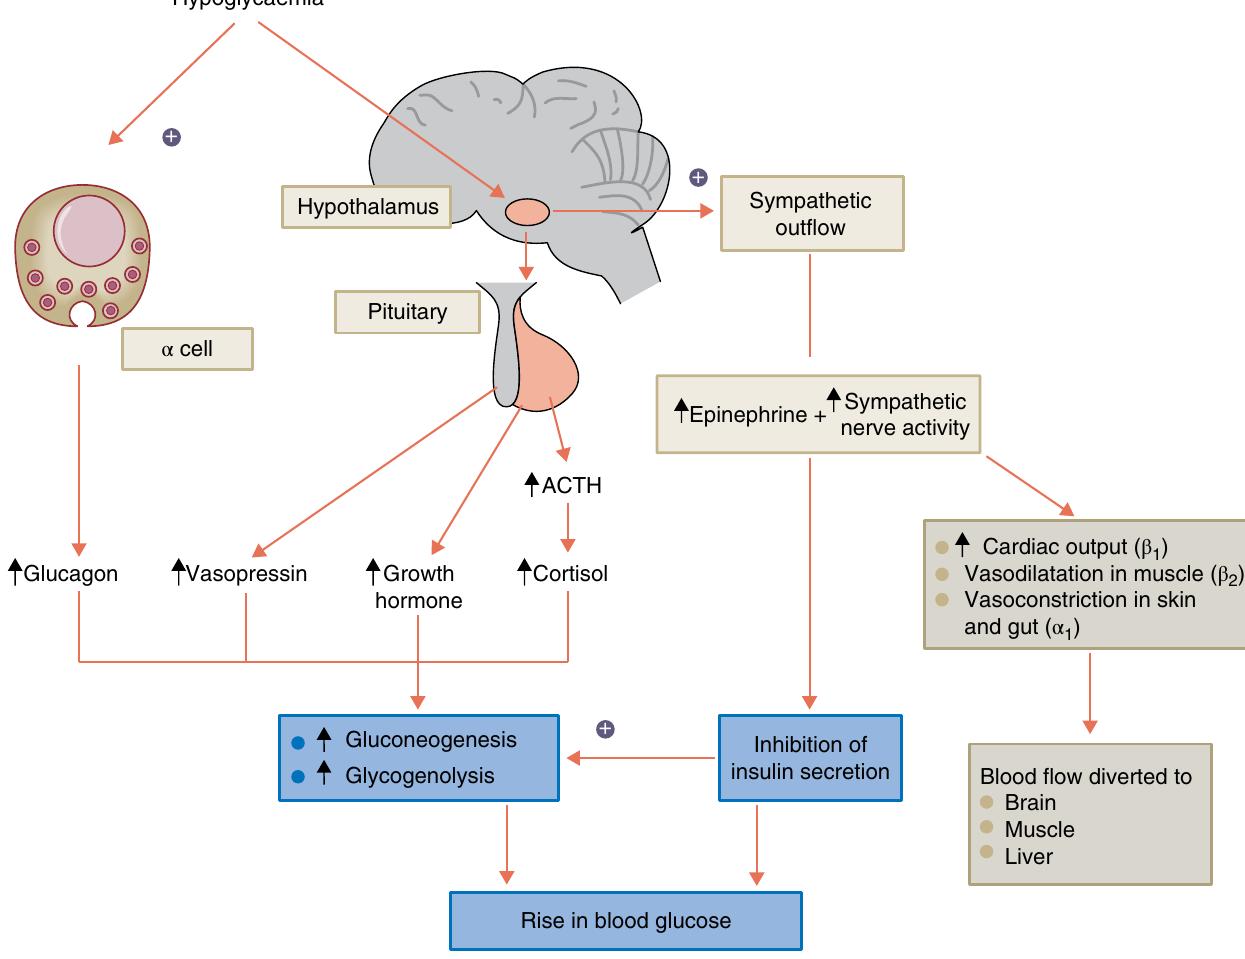 Hypoglycaemia
+
+
Hypothalamus
Sympathetic
outflow
Pituitary
α cell
Epinephrine + Sympathetic
nerve activity
ACTH
Glucagon
Vasopressin
Growth
hormone
Cortisol
Cardiac output (β1)
Vasodilatation in muscle (β2)
Vasoconstriction in skin
and gut (α1)
Gluconeogenesis
Glycogenolysis
+
Inhibition of
insulin secretion
Blood flow diverted to
Brain
Muscle
Liver
Rise in blood glucose